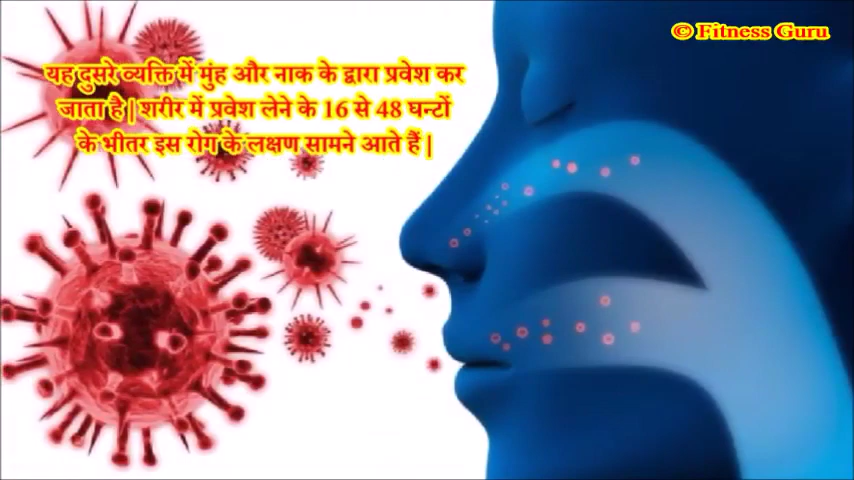 © Fitness Guru
यह दुसरे व्यक्ति में मुंह और नाक के द्वारा प्रवेश कर
जाता है | शरीर में प्रवेश लेने के 16 से 48 घन्टों
के भीतर इस रोग के लक्षण सामने आते हैं |